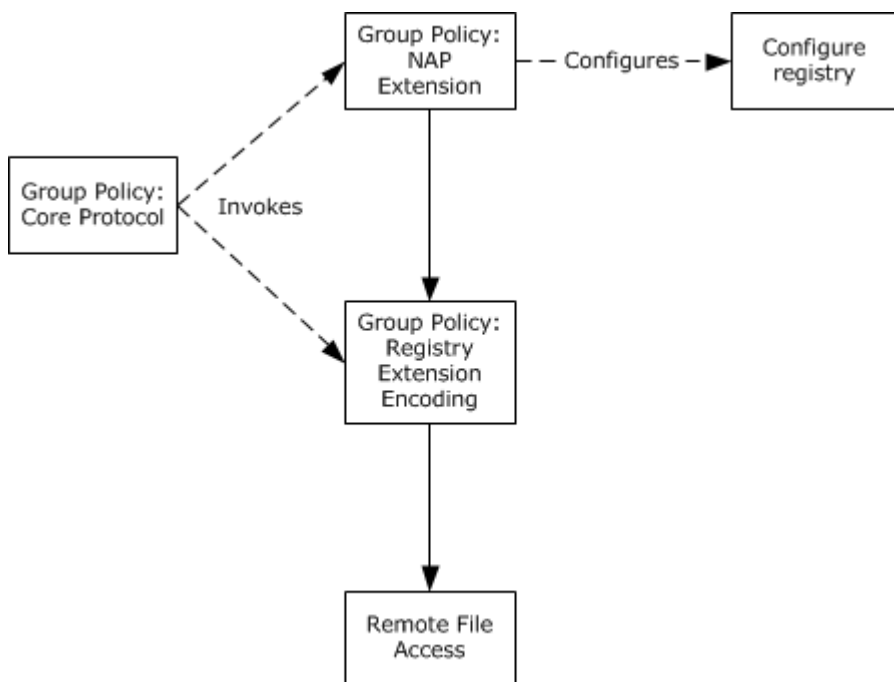 Group Policy:
NAP
Extension
Configures
Configure
registry
Group Policy:
Core Protocol
Invokes
Group Policy:
Registry
Extension
Encoding
Remote File
Access